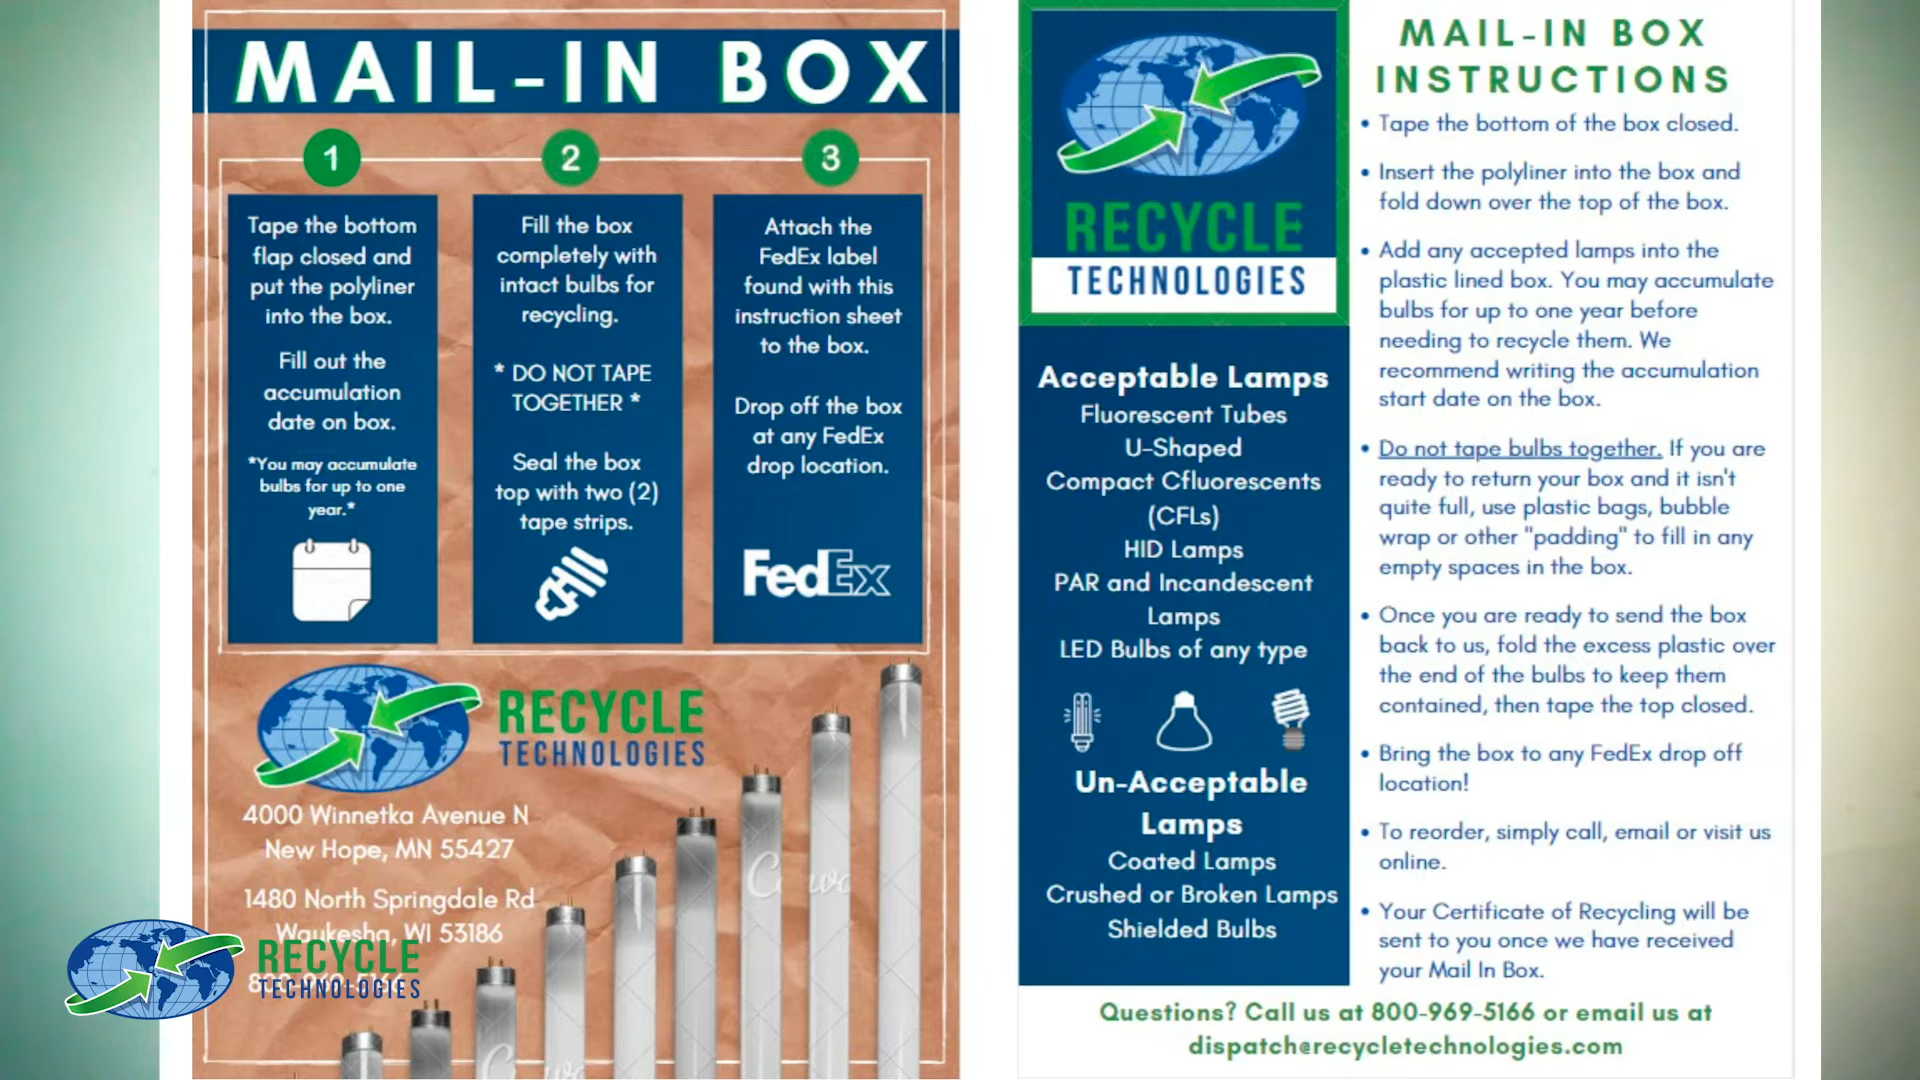 MAIL-IN BOX
1
Tape the bottom
flap closed and
put the polyliner
into the box.
Fill out the
accumulation
date on box.
*You may accumulate
bulbs for up to one
year.*
2
Fill the box
completely with
intact bulbs for
recycling.
* DO NOT TAPE
TOGETHER *
Seal the box
top with two (2)
tape strips.
3
Attach the
FedEx label
found with this
instruction sheet
to the box.
Drop off the box
at any FedEx
drop location.
FedEx
RECYCLE
TECHNOLOGIES
4000 Winnetka Avenue N
New Hope, MN 55427
1480 North Springdale Rd
Waukesha, WI 53186
800-969-5166
RECYCLE
TECHNOLOGIES
RECYCLE
TECHNOLOGIES
Acceptable Lamps
Fluorescent Tubes
U-Shaped
Compact Cfluorescents
(CFLs)
HID Lamps
PAR and Incandescent
Lamps
LED Bulbs of any type
Un-Acceptable
Lamps
Coated Lamps
Crushed or Broken Lamps
Shielded Bulbs
MAIL-IN BOX
INSTRUCTIONS
• Tape the bottom of the box closed.
• Insert the polyliner into the box and
fold down over the top of the box.
• Add any accepted lamps into the
plastic lined box. You may accumulate
bulbs for up to one year before
needing to recycle them. We
recommend writing the accumulation
start date on the box.
• Do not tape bulbs together. If you are
ready to return your box and it isn't
quite full, use plastic bags, bubble
wrap or other "padding" to fill in any
empty spaces in the box.
• Once you are ready to send the box
back to us, fold the excess plastic over
the end of the bulbs to keep them
contained, then tape the top closed.
• Bring the box to any FedEx drop off
location!
• To reorder, simply call, email or visit us
online.
• Your Certificate of Recycling will be
sent to you once we have received
your Mail In Box.
Questions? Call us at 800-969-5166 or email us at
dispatch@recycletechnologies.com